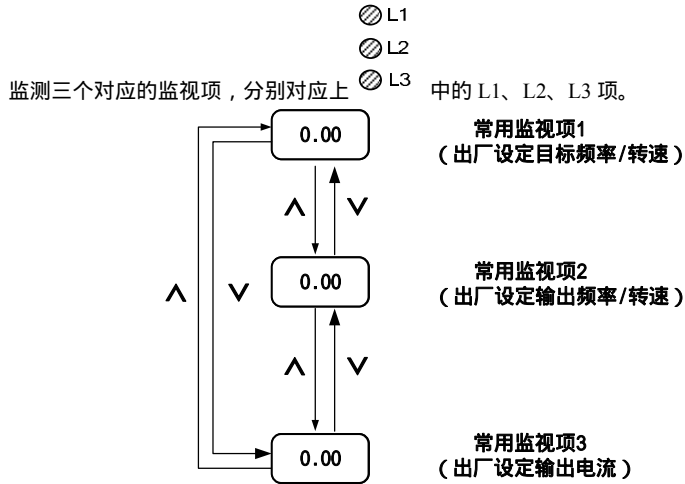 L1
L2
监测三个对应的监视项，分别对应上 L3 中的 L1、L2、L3 项。
0.00 常用监视项1
（出厂设定目标频率/转速）
∧ ∨
0.00 常用监视项2
∧ ∨ （出厂设定输出频率/转速）
∧ ∨
0.00 常用监视项3
（出厂设定输出电流）